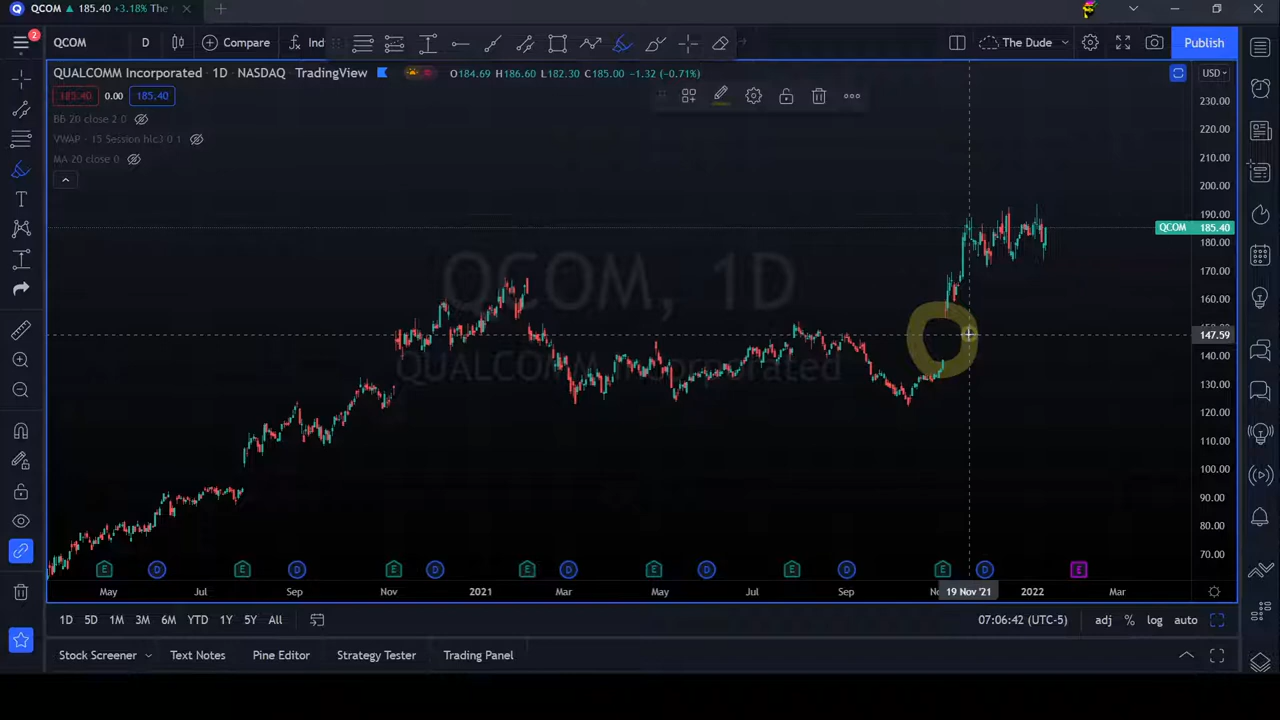 QCOM ▲ 185.40 +3.18% The
QCOM D Compare Ind The Dude Publish
2
QUALCOMM Incorporated · 1D · NASDAQ TradingView O184.69 H186.60 L182.30 C185.00 −1.32 (−0.71%) USD
185.40 0.00 185.40
BB 20 close 2 0
VWAP · 15 Session hlc3 0 1
MA 20 close 0
230.00
220.00
210.00
200.00
190.00
QCOM 185.40
180.00
170.00
160.00
147.59
140.00
130.00
120.00
110.00
100.00
90.00
80.00
70.00
QCOM, 1D
QUALCOMM Incorporated
E D E D E D E D E D E D E D E
May Jul Sep Nov 2021 Mar May Jul Sep 19 Nov '21 2022 Mar
1D 5D 1M 3M 6M YTD 1Y 5Y All 07:06:42 (UTC-5) adj % log auto
Stock Screener Text Notes Pine Editor Strategy Tester Trading Panel